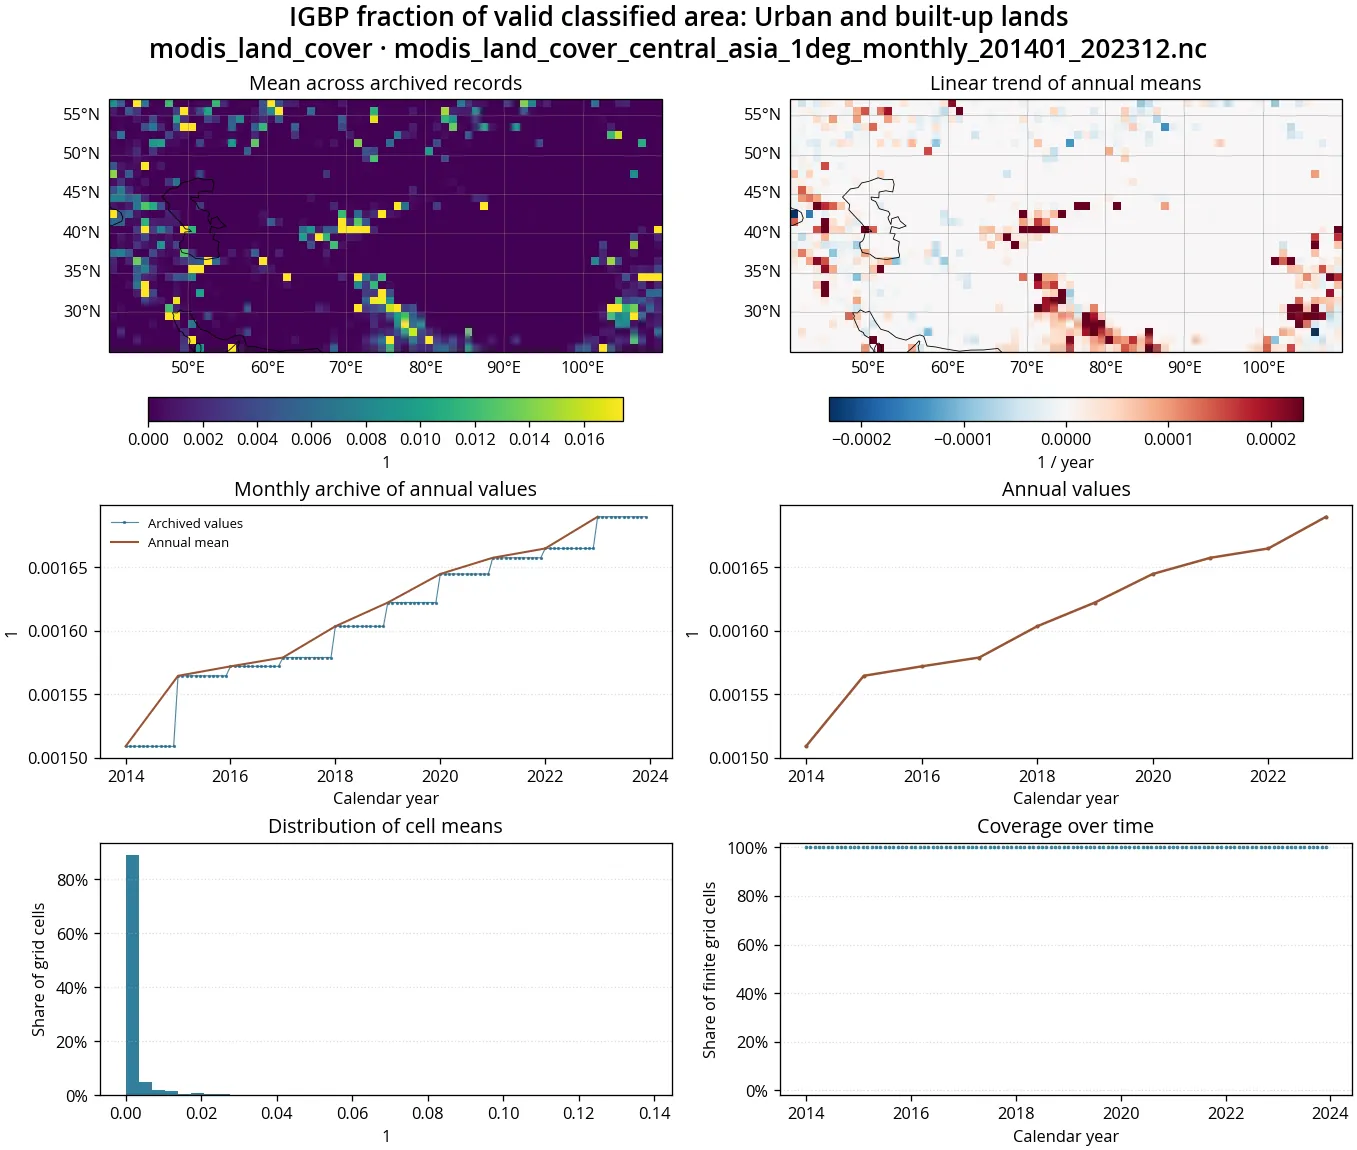 IGBP fraction of valid classified area: Urban and built-up lands
modis_land_cover · modis_land_cover_central_asia_1deg_monthly_201401_202312.nc
Mean across archived records
55°N
50°N
45°N
40°N
35°N
30°N
50°E 60°E 70°E 80°E 90°E 100°E
0.000 0.002 0.004 0.006 0.008 0.010 0.012 0.014 0.016
1
Linear trend of annual means
55°N
50°N
45°N
40°N
35°N
30°N
50°E 60°E 70°E 80°E 90°E 100°E
−0.0002 −0.0001 0.0000 0.0001 0.0002
1 / year
Monthly archive of annual values
Archived values
Annual mean
0.00165
0.00160
0.00155
0.00150
1
2014 2016 2018 2020 2022 2024
Calendar year
Annual values
0.00165
0.00160
0.00155
0.00150
1
2014 2016 2018 2020 2022
Calendar year
Distribution of cell means
80%
60%
40%
20%
0%
Share of grid cells
0.00 0.02 0.04 0.06 0.08 0.10 0.12 0.14
1
Coverage over time
100%
80%
60%
40%
20%
0%
Share of finite grid cells
2014 2016 2018 2020 2022 2024
Calendar year